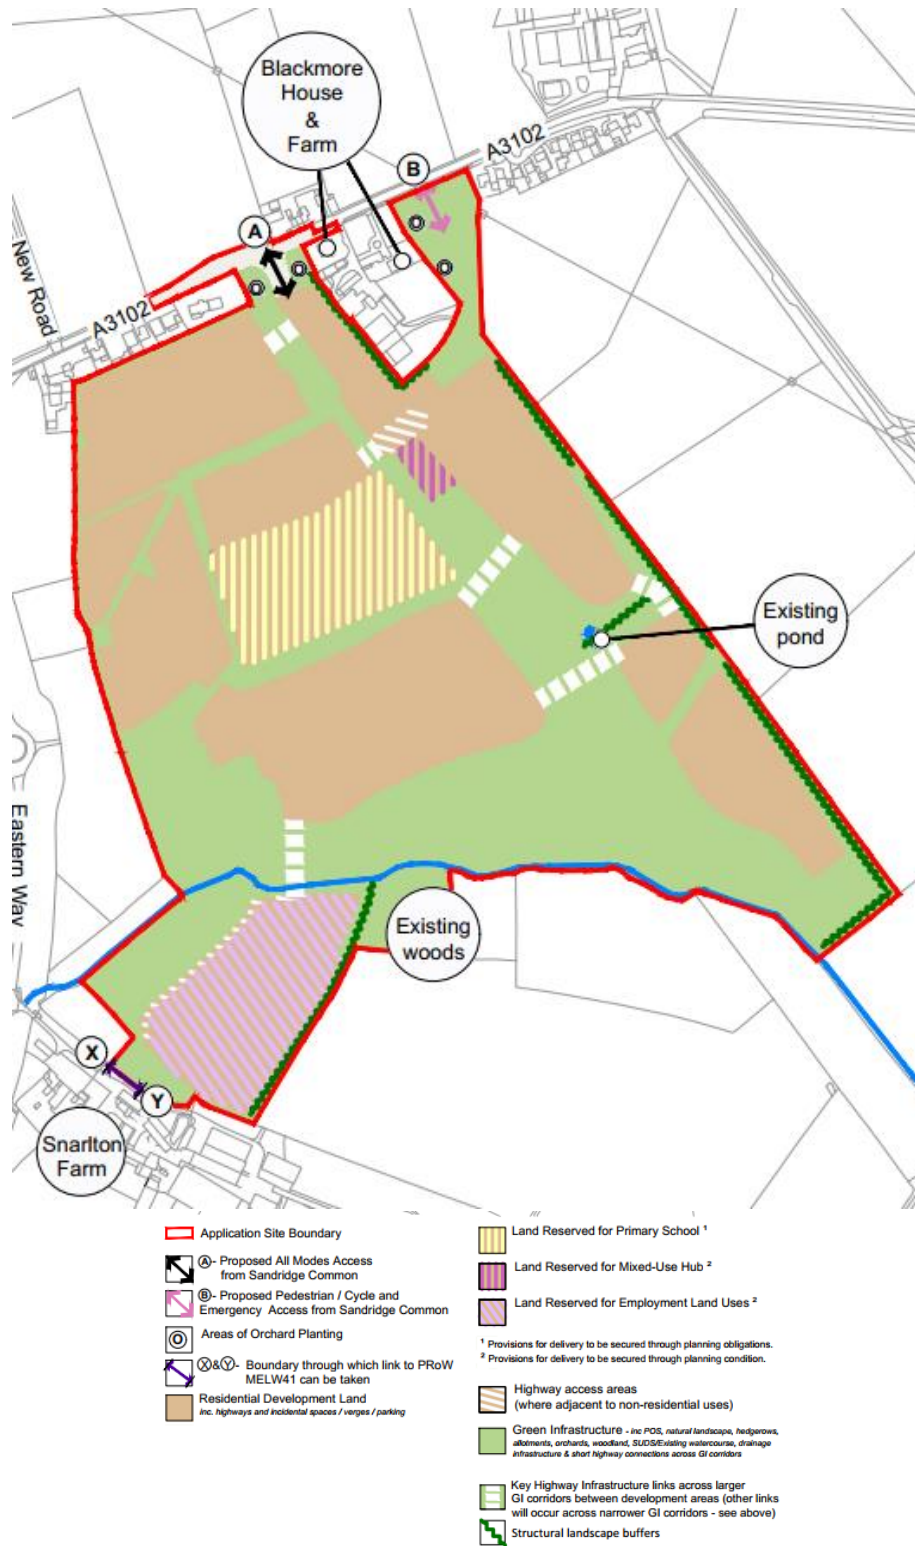 Blackmore
House
&
Farm
A3102
B
A
New Road
A3102
Existing
pond
Eastern Way
Existing
woods
X
Y
Snarlton
Farm
Application Site Boundary
A- Proposed All Modes Access
from Sandridge Common
B- Proposed Pedestrian / Cycle and
Emergency Access from Sandridge Common
Areas of Orchard Planting
X&Y- Boundary through which link to PRoW
MELW41 can be taken
Residential Development Land
inc. highways and incidental spaces / verges / parking
Land Reserved for Primary School ¹
Land Reserved for Mixed-Use Hub ²
Land Reserved for Employment Land Uses ²
¹ Provisions for delivery to be secured through planning obligations.
² Provisions for delivery to be secured through planning condition.
Highway access areas
(where adjacent to non-residential uses)
Green Infrastructure - inc POS, natural landscape, hedgerows,
allotments, orchards, woodland, SUDS/Existing watercourse, drainage
infrastructure & short highway connections across GI corridors
Key Highway Infrastructure links across larger
GI corridors between development areas (other links
will occur across narrower GI corridors - see above)
Structural landscape buffers